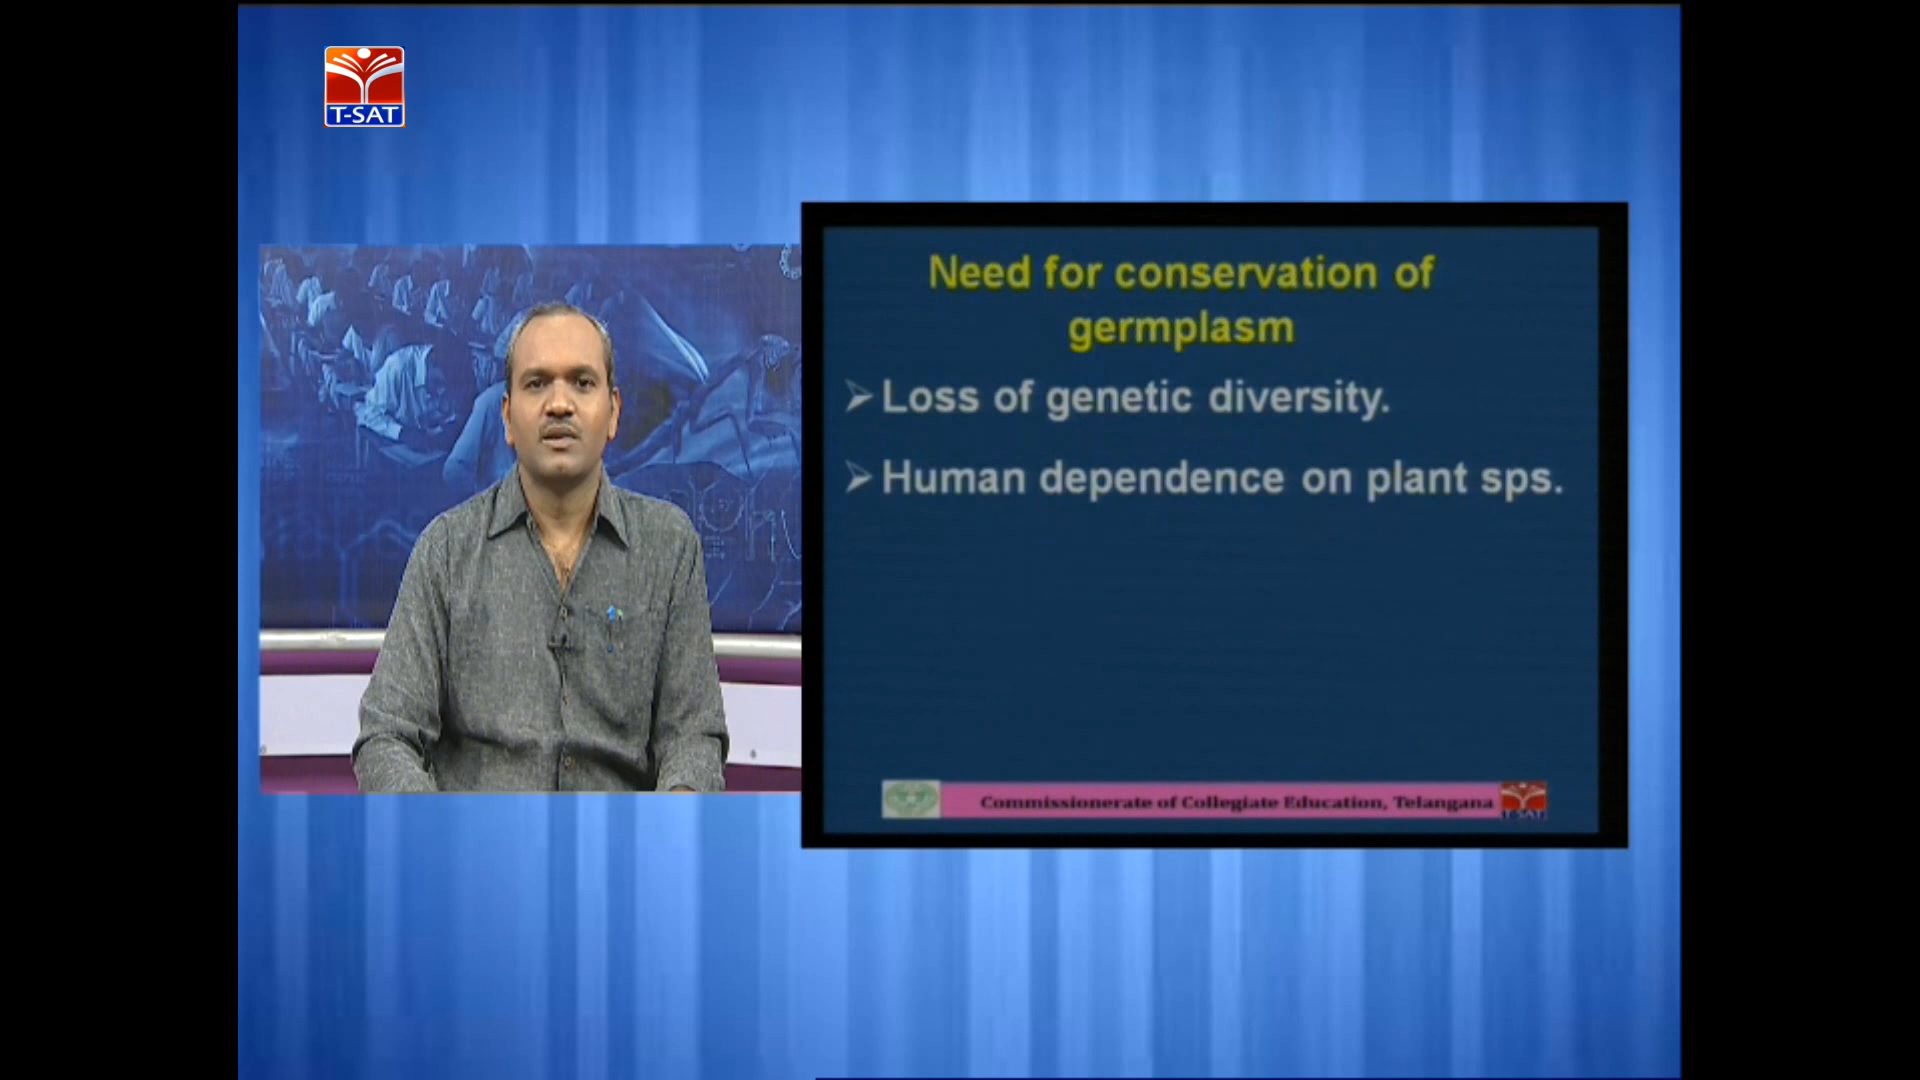 T-SAT
Need for conservation of
germplasm
➢ Loss of genetic diversity.
➢ Human dependence on plant sps.
Commissionerate of Collegiate Education, Telangana
T-SAT